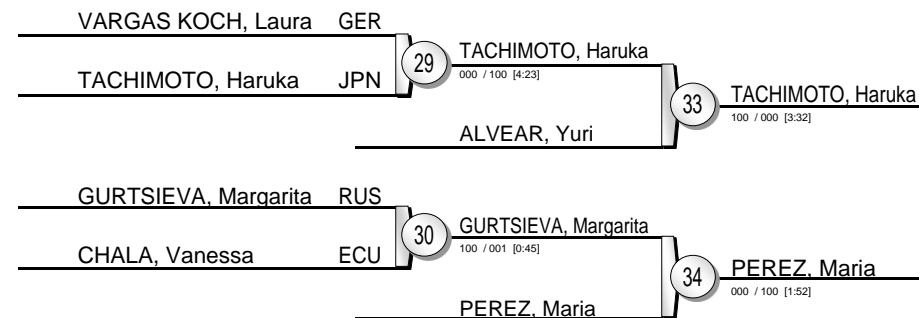 VARGAS KOCH, Laura GER
TACHIMOTO, Haruka JPN
29
TACHIMOTO, Haruka
000 / 100 [4:23]
ALVEAR, Yuri
33
TACHIMOTO, Haruka
100 / 000 [3:32]
GURTSIEVA, Margarita RUS
CHALA, Vanessa ECU
30
GURTSIEVA, Margarita
100 / 001 [0:45]
PEREZ, Maria
34
PEREZ, Maria
000 / 100 [1:52]